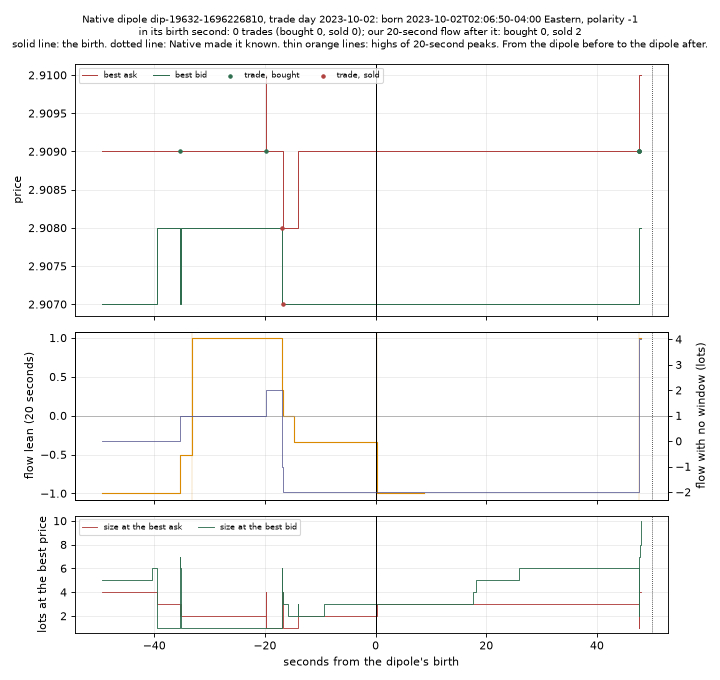 Native dipole dip-19632-1696226810, trade day 2023-10-02: born 2023-10-02T02:06:50-04:00 Eastern, polarity -1
in its birth second: 0 trades (bought 0, sold 0); our 20-second flow after it: bought 0, sold 2
solid line: the birth. dotted line: Native made it known. thin orange lines: highs of 20-second peaks. From the dipole before to the dipole after.
best ask best bid trade, bought trade, sold
2.9100
2.9095
2.9090
2.9085
2.9080
2.9075
2.9070
price
1.0
0.5
0.0
−0.5
−1.0
flow lean (20 seconds)
4
3
2
1
0
−1
−2
flow with no window (lots)
size at the best ask size at the best bid
10
8
6
4
2
lots at the best price
−40 −20 0 20 40
seconds from the dipole's birth